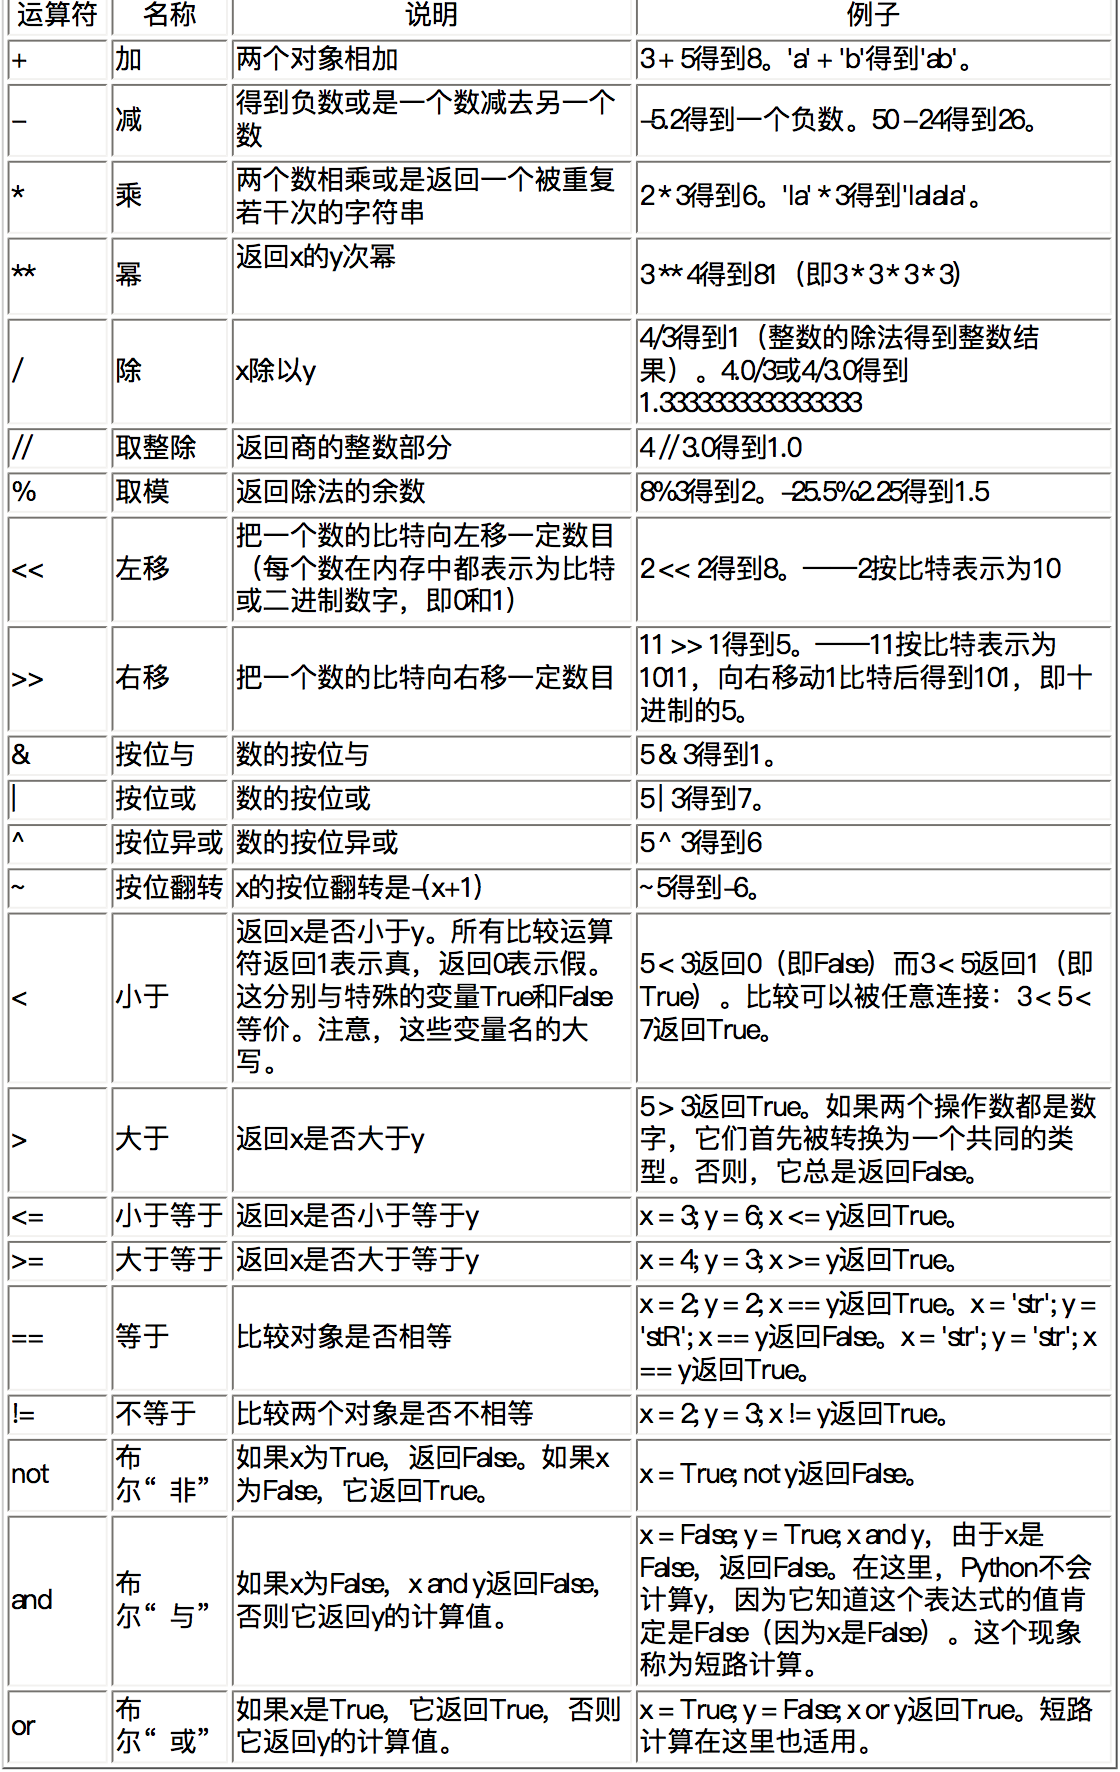 运算符 名称 说明 例子
+ 加 两个对象相加 3 + 5得到8。'a' + 'b'得到'ab'。
− 减 得到负数或是一个数减去另一个
数 -5.2得到一个负数。50 - 24得到26。
* 乘 两个数相乘或是返回一个被重复
若干次的字符串 2 * 3得到6。'la' * 3得到'lalala'。
** 幂 返回x的y次幂 3 ** 4得到81（即3 * 3 * 3 * 3）
/ 除 x除以y 4/3得到1（整数的除法得到整数结
果）。4.0/3或4/3.0得到
1.3333333333333333
// 取整除 返回商的整数部分 4 // 3.0得到1.0
% 取模 返回除法的余数 8%3得到2。-25.5%2.25得到1.5
<< 左移 把一个数的比特向左移一定数目
（每个数在内存中都表示为比特
或二进制数字，即0和1） 2 << 2得到8。——2按比特表示为10
>> 右移 把一个数的比特向右移一定数目 11 >> 1得到5。——11按比特表示为
1011，向右移动1比特后得到101，即十
进制的5。
& 按位与 数的按位与 5 & 3得到1。
| 按位或 数的按位或 5 | 3得到7。
^ 按位异或 数的按位异或 5 ^ 3得到6
~ 按位翻转 x的按位翻转是-(x+1) ~5得到-6。
< 小于 返回x是否小于y。所有比较运算
符返回1表示真，返回0表示假。
这分别与特殊的变量True和False
等价。注意，这些变量名的大
写。 5 < 3返回0（即False）而3 < 5返回1（即
True）。比较可以被任意连接：3 < 5 <
7返回True。
> 大于 返回x是否大于y 5 > 3返回True。如果两个操作数都是数
字，它们首先被转换为一个共同的类
型。否则，它总是返回False。
<= 小于等于 返回x是否小于等于y x = 3; y = 6; x <= y返回True。
>= 大于等于 返回x是否大于等于y x = 4; y = 3; x >= y返回True。
== 等于 比较对象是否相等 x = 2; y = 2; x == y返回True。x = 'str'; y =
'stR'; x == y返回False。x = 'str'; y = 'str'; x
== y返回True。
!= 不等于 比较两个对象是否不相等 x = 2; y = 3; x != y返回True。
not 布
尔“非” 如果x为True，返回False。如果x
为False，它返回True。 x = True; not y返回False。
and 布
尔“与” 如果x为False，x and y返回False，
否则它返回y的计算值。 x = False; y = True; x and y，由于x是
False，返回False。在这里，Python不会
计算y，因为它知道这个表达式的值肯
定是False（因为x是False）。这个现象
称为短路计算。
or 布
尔“或” 如果x是True，它返回True，否则
它返回y的计算值。 x = True; y = False; x or y返回True。短路
计算在这里也适用。